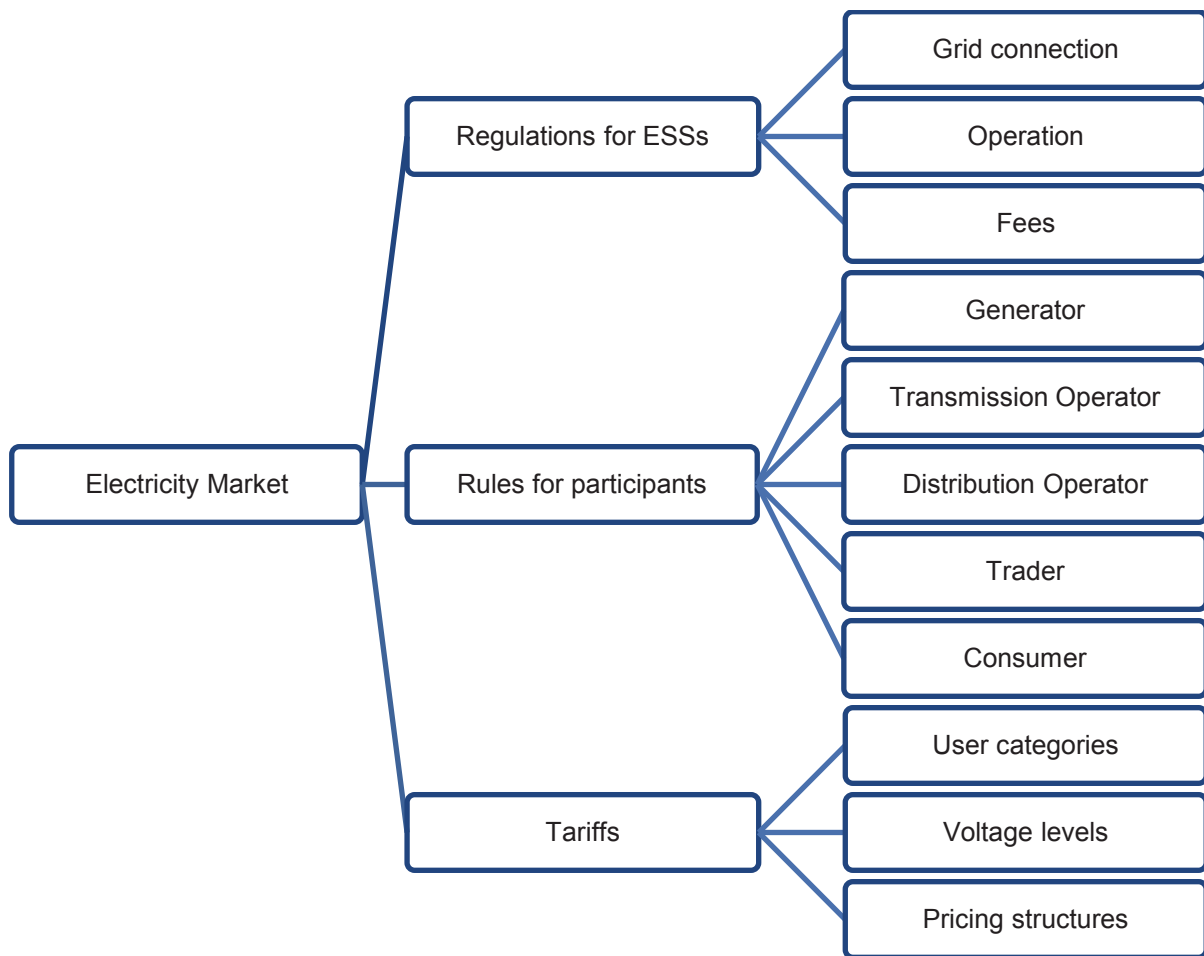 Electricity Market
Regulations for ESSs
Grid connection
Operation
Fees
Rules for participants
Generator
Transmission Operator
Distribution Operator
Trader
Consumer
Tariffs
User categories
Voltage levels
Pricing structures